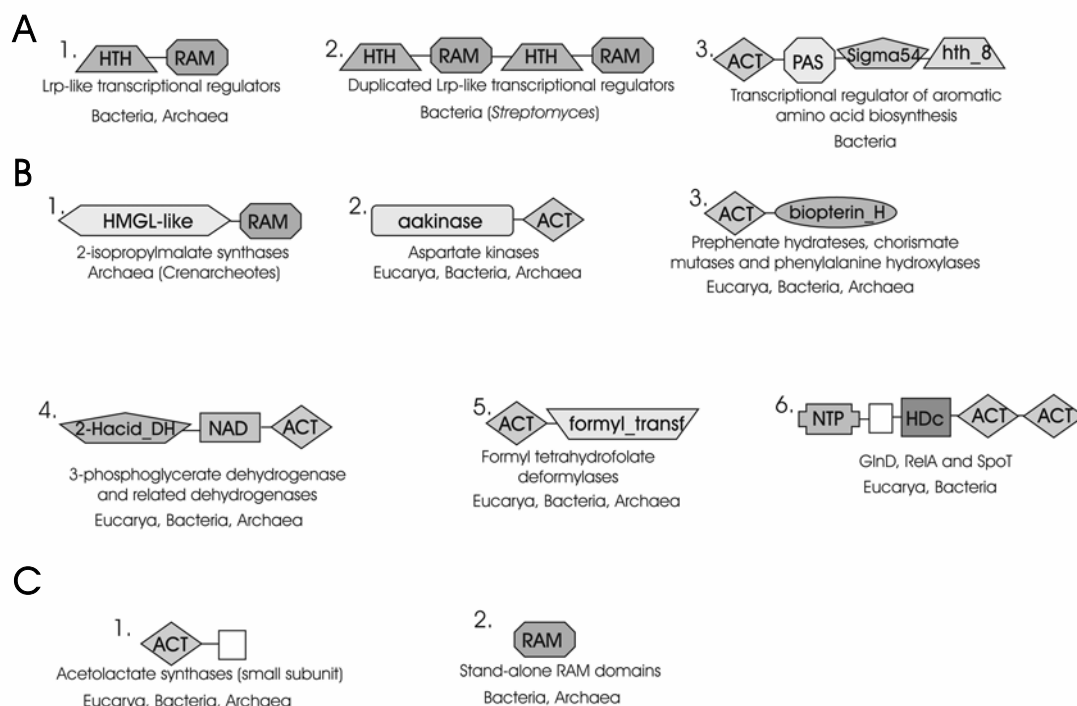 A
1.
HTH RAM
Lrp-like transcriptional regulators
Bacteria, Archaea
2.
HTH RAM HTH RAM
Duplicated Lrp-like transcriptional regulators
Bacteria (Streptomyces)
3.
ACT PAS Sigma54 hth_8
Transcriptional regulator of aromatic
amino acid biosynthesis
Bacteria
B
1.
HMGL-like RAM
2-isopropylmalate synthases
Archaea (Crenarcheotes)
2.
aakinase ACT
Aspartate kinases
Eucarya, Bacteria, Archaea
3.
ACT biopterin_H
Prephenate hydrateses, chorismate
mutases and phenylalanine hydroxylases
Eucarya, Bacteria, Archaea
4.
2-Hacid_DH NAD ACT
3-phosphoglycerate dehydrogenase
and related dehydrogenases
Eucarya, Bacteria, Archaea
5.
ACT formyl_transf
Formyl tetrahydrofolate
deformylases
Eucarya, Bacteria, Archaea
6.
NTP HDc ACT ACT
GlnD, RelA and SpoT
Eucarya, Bacteria
C
1.
ACT
Acetolactate synthases (small subunit)
Eucarya, Bacteria, Archaea
2.
RAM
Stand-alone RAM domains
Bacteria, Archaea